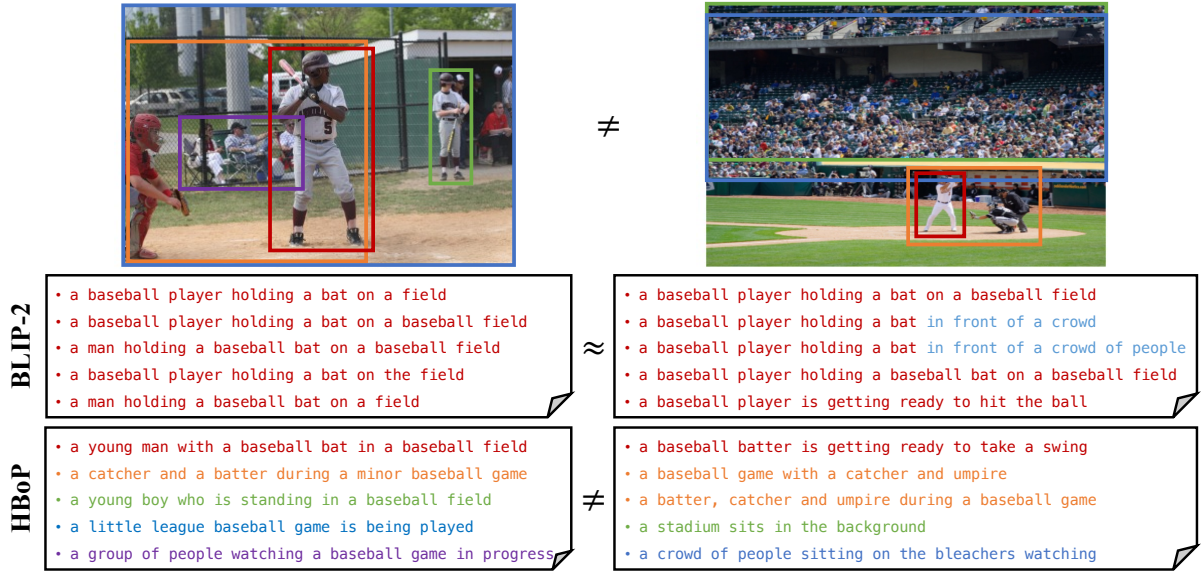 5
≠
BLIP-2
• a baseball player holding a bat on a field
• a baseball player holding a bat on a baseball field
• a man holding a baseball bat on a baseball field
• a baseball player holding a bat on the field
• a man holding a baseball bat on a field
≈
• a baseball player holding a bat on a baseball field
• a baseball player holding a bat in front of a crowd
• a baseball player holding a bat in front of a crowd of people
• a baseball player holding a baseball bat on a baseball field
• a baseball player is getting ready to hit the ball
HBoP
• a young man with a baseball bat in a baseball field
• a catcher and a batter during a minor baseball game
• a young boy who is standing in a baseball field
• a little league baseball game is being played
• a group of people watching a baseball game in progress
≠
• a baseball batter is getting ready to take a swing
• a baseball game with a catcher and umpire
• a batter, catcher and umpire during a baseball game
• a stadium sits in the background
• a crowd of people sitting on the bleachers watching